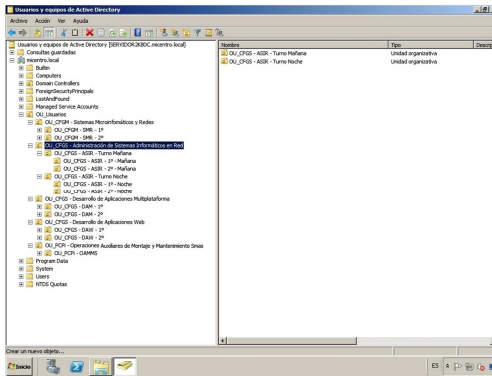 Usuarios y equipos de Active Directory
Archivo Acción Ver Ayuda
Usuarios y equipos de Active Directory [SERVIDOR2K8DC.micentro.local]
Consultas guardadas
micentro.local
Builtin
Computers
Domain Controllers
ForeignSecurityPrincipals
LostAndFound
Managed Service Accounts
OU_Usuarios
OU_CFGM - Sistemas Microinformáticos y Redes
OU_CFGM - SMR - 1º
OU_CFGM - SMR - 2º
OU_CFGS - Administración de Sistemas Informáticos en Red
OU_CFGS - ASIR - Turno Mañana
OU_CFGS - ASIR - 1º - Mañana
OU_CFGS - ASIR - 2º - Mañana
OU_CFGS - ASIR - Turno Noche
OU_CFGS - ASIR - 1º - Noche
OU_CFGS - ASIR - 2º - Noche
OU_CFGS - Desarrollo de Aplicaciones Multiplataforma
OU_CFGS - DAM - 1º
OU_CFGS - DAM - 2º
OU_CFGS - Desarrollo de Aplicaciones Web
OU_CFGS - DAW - 1º
OU_CFGS - DAW - 2º
OU_PCPI - Operaciones Auxiliares de Montaje y Mantenimiento Smas
OU_PCPI - OAMMS
Program Data
System
Users
NTDS Quotas
Nombre Tipo Descrip
OU_CFGS - ASIR - Turno Mañana Unidad organizativa
OU_CFGS - ASIR - Turno Noche Unidad organizativa
Crear un nuevo objeto...
Inicio ES